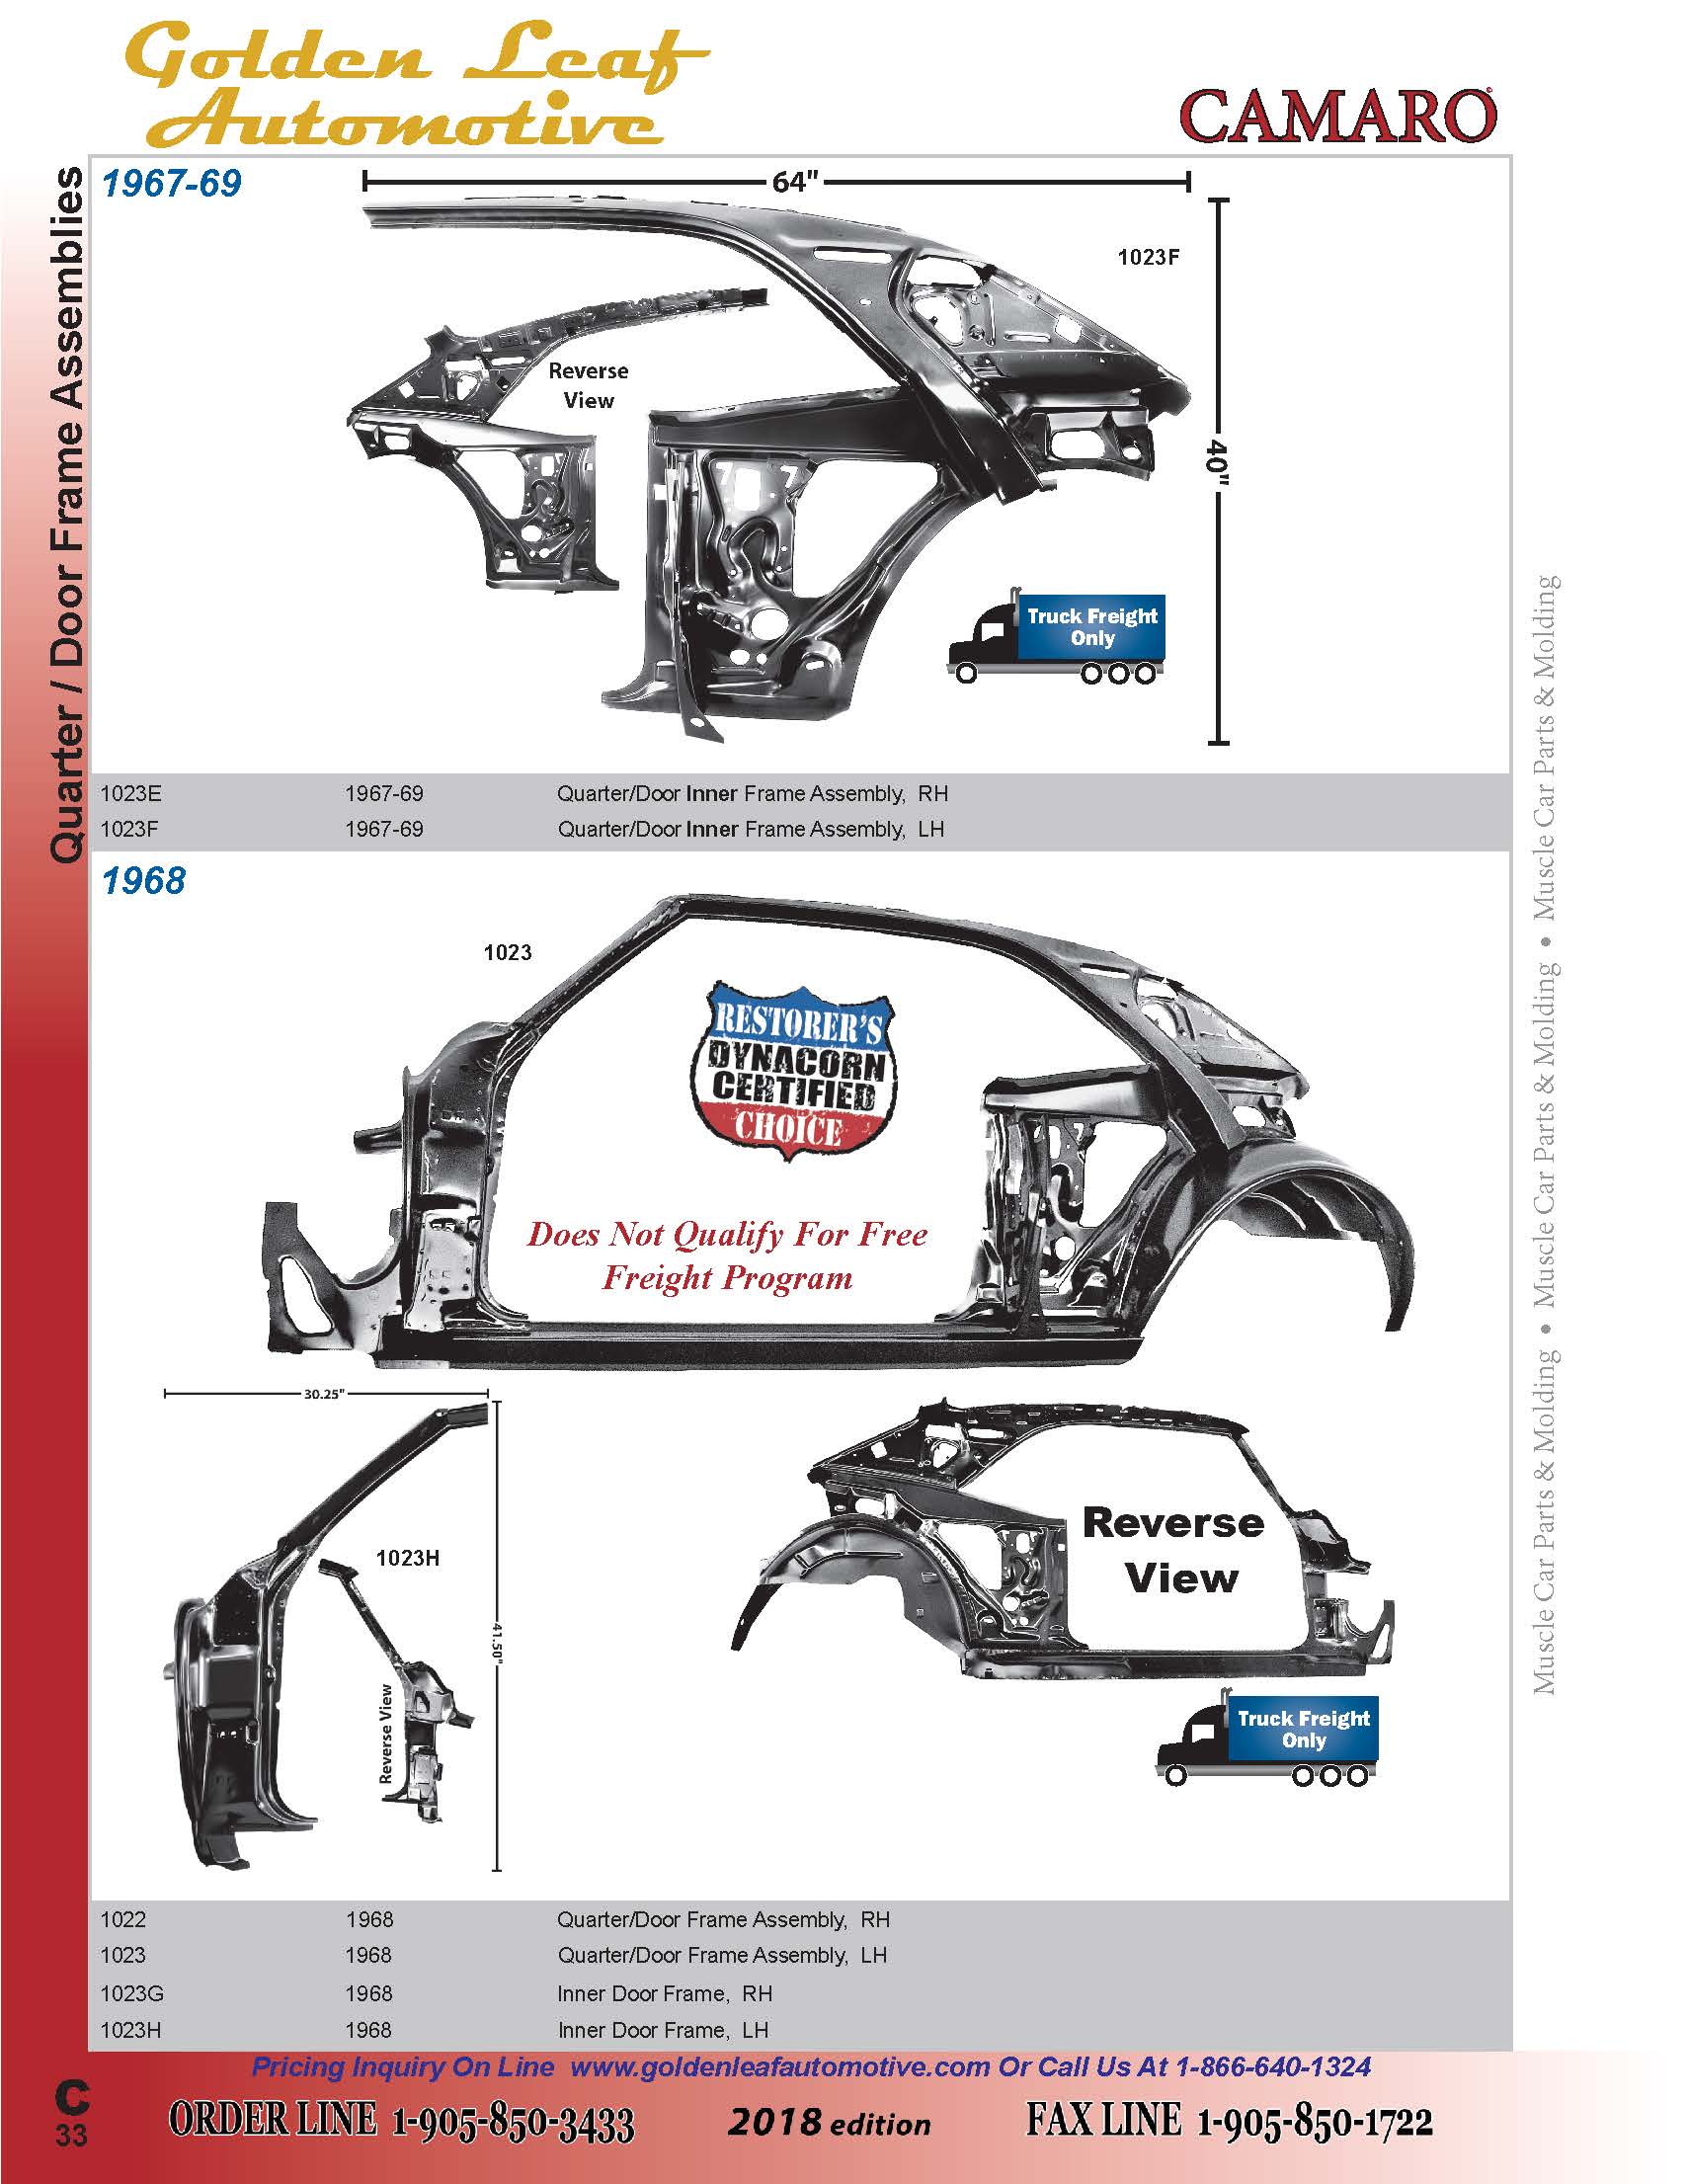 Golden Leaf
Automotive
CAMARO
Quarter / Door Frame Assemblies
1967-69
64"
1023F
Reverse
View
40"
Truck Freight
Only
1023E 1967-69 Quarter/Door Inner Frame Assembly, RH
1023F 1967-69 Quarter/Door Inner Frame Assembly, LH
1968
1023
RESTORER'S
DYNACORN
CERTIFIED
CHOICE
Does Not Qualify For Free
Freight Program
30.25"
1023H
41.50"
Reverse View
Reverse
View
Truck Freight
Only
1022 1968 Quarter/Door Frame Assembly, RH
1023 1968 Quarter/Door Frame Assembly, LH
1023G 1968 Inner Door Frame, RH
1023H 1968 Inner Door Frame, LH
Muscle Car Parts & Molding • Muscle Car Parts & Molding • Muscle Car Parts & Molding
Pricing Inquiry On Line www.goldenleafautomotive.com Or Call Us At 1-866-640-1324
C
33
ORDER LINE 1-905-850-3433 2018 edition FAX LINE 1-905-850-1722